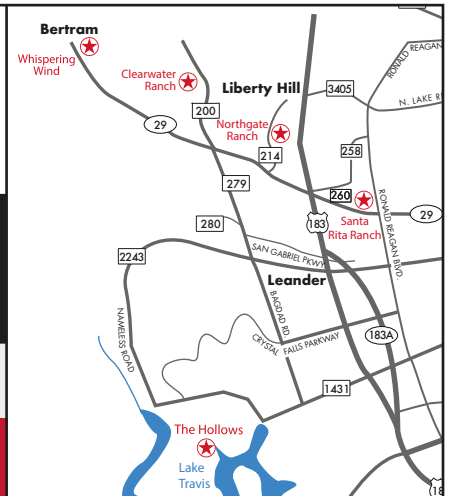 Bertram
Whispering
Wind
Clearwater
Ranch
Liberty Hill
3405
RONALD REAGAN
N. LAKE
200
29
Northgate
Ranch
214
258
279
260
Santa
Rita Ranch
29
183
280
SAN GABRIEL PKWY
RONALD REAGAN BLVD.
2243
Leander
BAGDAD RD.
NAMELESS ROAD
CRYSTAL FALLS PARKWAY
183A
1431
The Hollows
Lake
Travis